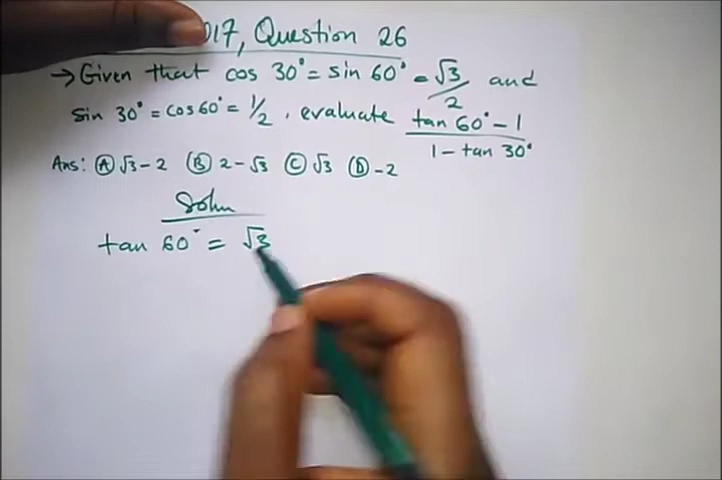 017, Question 26
→ Given that cos 30° = sin 60° = √3/2 and
sin 30° = cos 60° = 1/2, evaluate (tan 60° - 1)/(1 - tan 30°)
Ans: Ⓐ √3 - 2 Ⓑ 2 - √3 Ⓒ √3 Ⓓ -2
Soln
tan 60° = √3